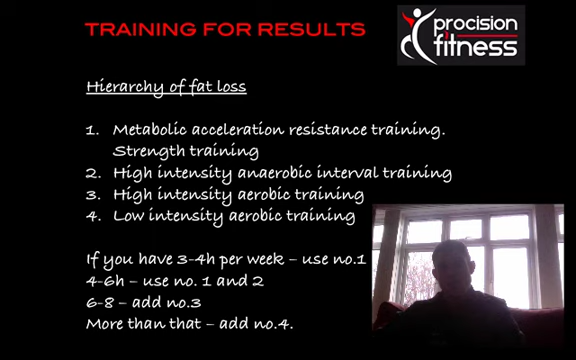 TRAINING FOR RESULTS
procision
fitness
Hierarchy of fat loss
1. Metabolic acceleration resistance training.
Strength training
2. High intensity anaerobic interval training
3. High intensity aerobic training
4. Low intensity aerobic training
If you have 3-4h per week – use no.1
4-6h – use no. 1 and 2
6-8 – add no.3
More than that – add no.4.